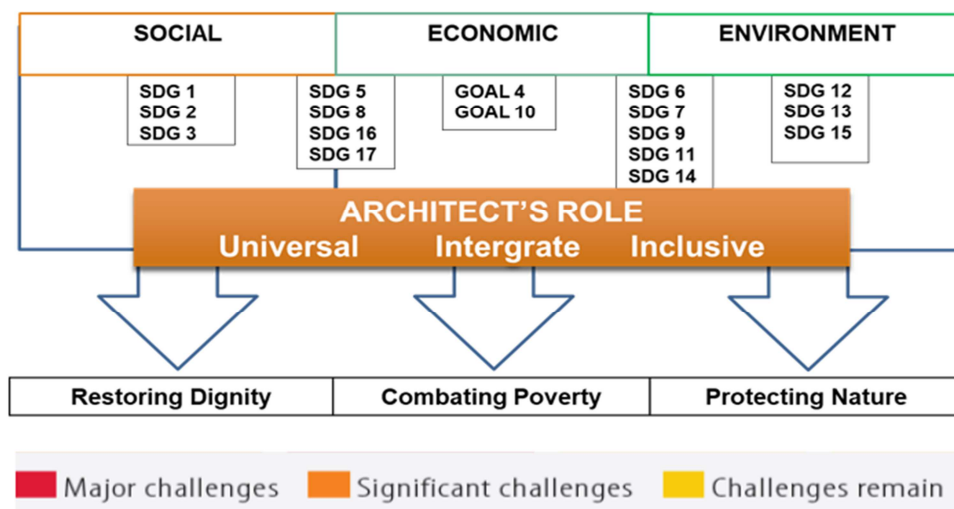 SOCIAL
ECONOMIC
ENVIRONMENT
SDG 1
SDG 2
SDG 3
SDG 5
SDG 8
SDG 16
SDG 17
GOAL 4
GOAL 10
SDG 6
SDG 7
SDG 9
SDG 11
SDG 14
SDG 12
SDG 13
SDG 15
ARCHITECT'S ROLE
Universal Intergrate Inclusive
Restoring Dignity
Combating Poverty
Protecting Nature
Major challenges
Significant challenges
Challenges remain